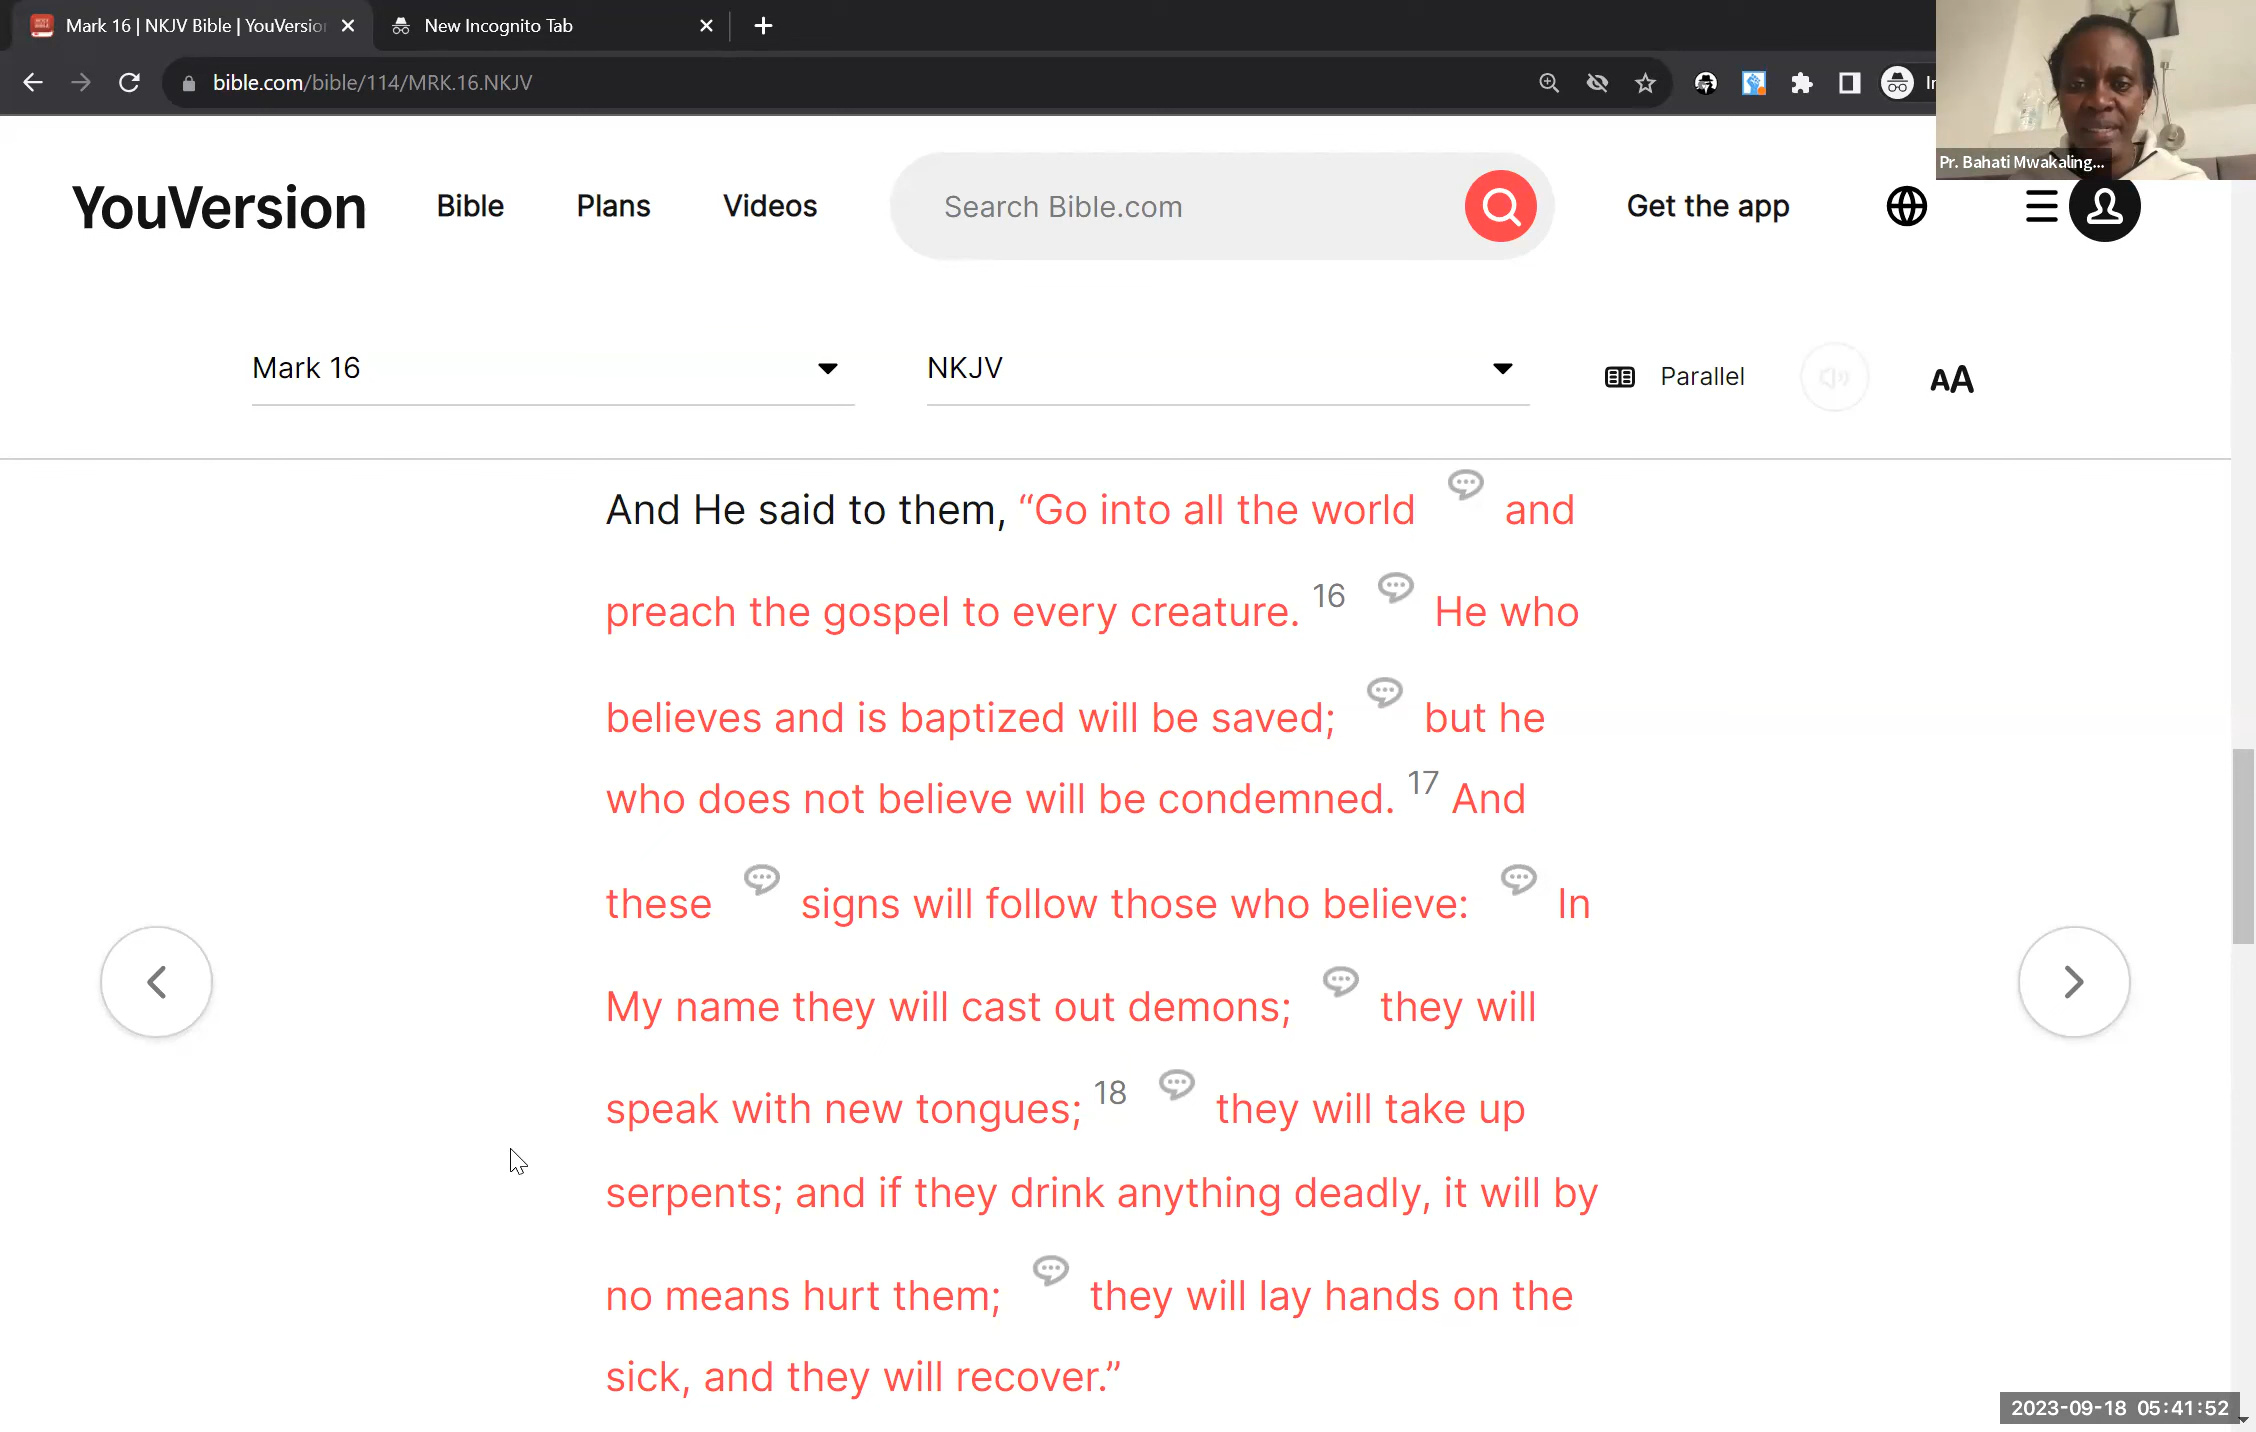 Mark 16 | NKJV Bible | YouVersio
New Incognito Tab
bible.com/bible/114/MRK.16.NKJV
Pr. Bahati Mwakaling...
YouVersion
Bible
Plans
Videos
Search Bible.com
Get the app
Mark 16
NKJV
Parallel
AA
And He said to them, “Go into all the world and
preach the gospel to every creature. 16 He who
believes and is baptized will be saved; but he
who does not believe will be condemned. 17 And
these signs will follow those who believe: In
My name they will cast out demons; they will
speak with new tongues; 18 they will take up
serpents; and if they drink anything deadly, it will by
no means hurt them; they will lay hands on the
sick, and they will recover.”
2023-09-18 05:41:52